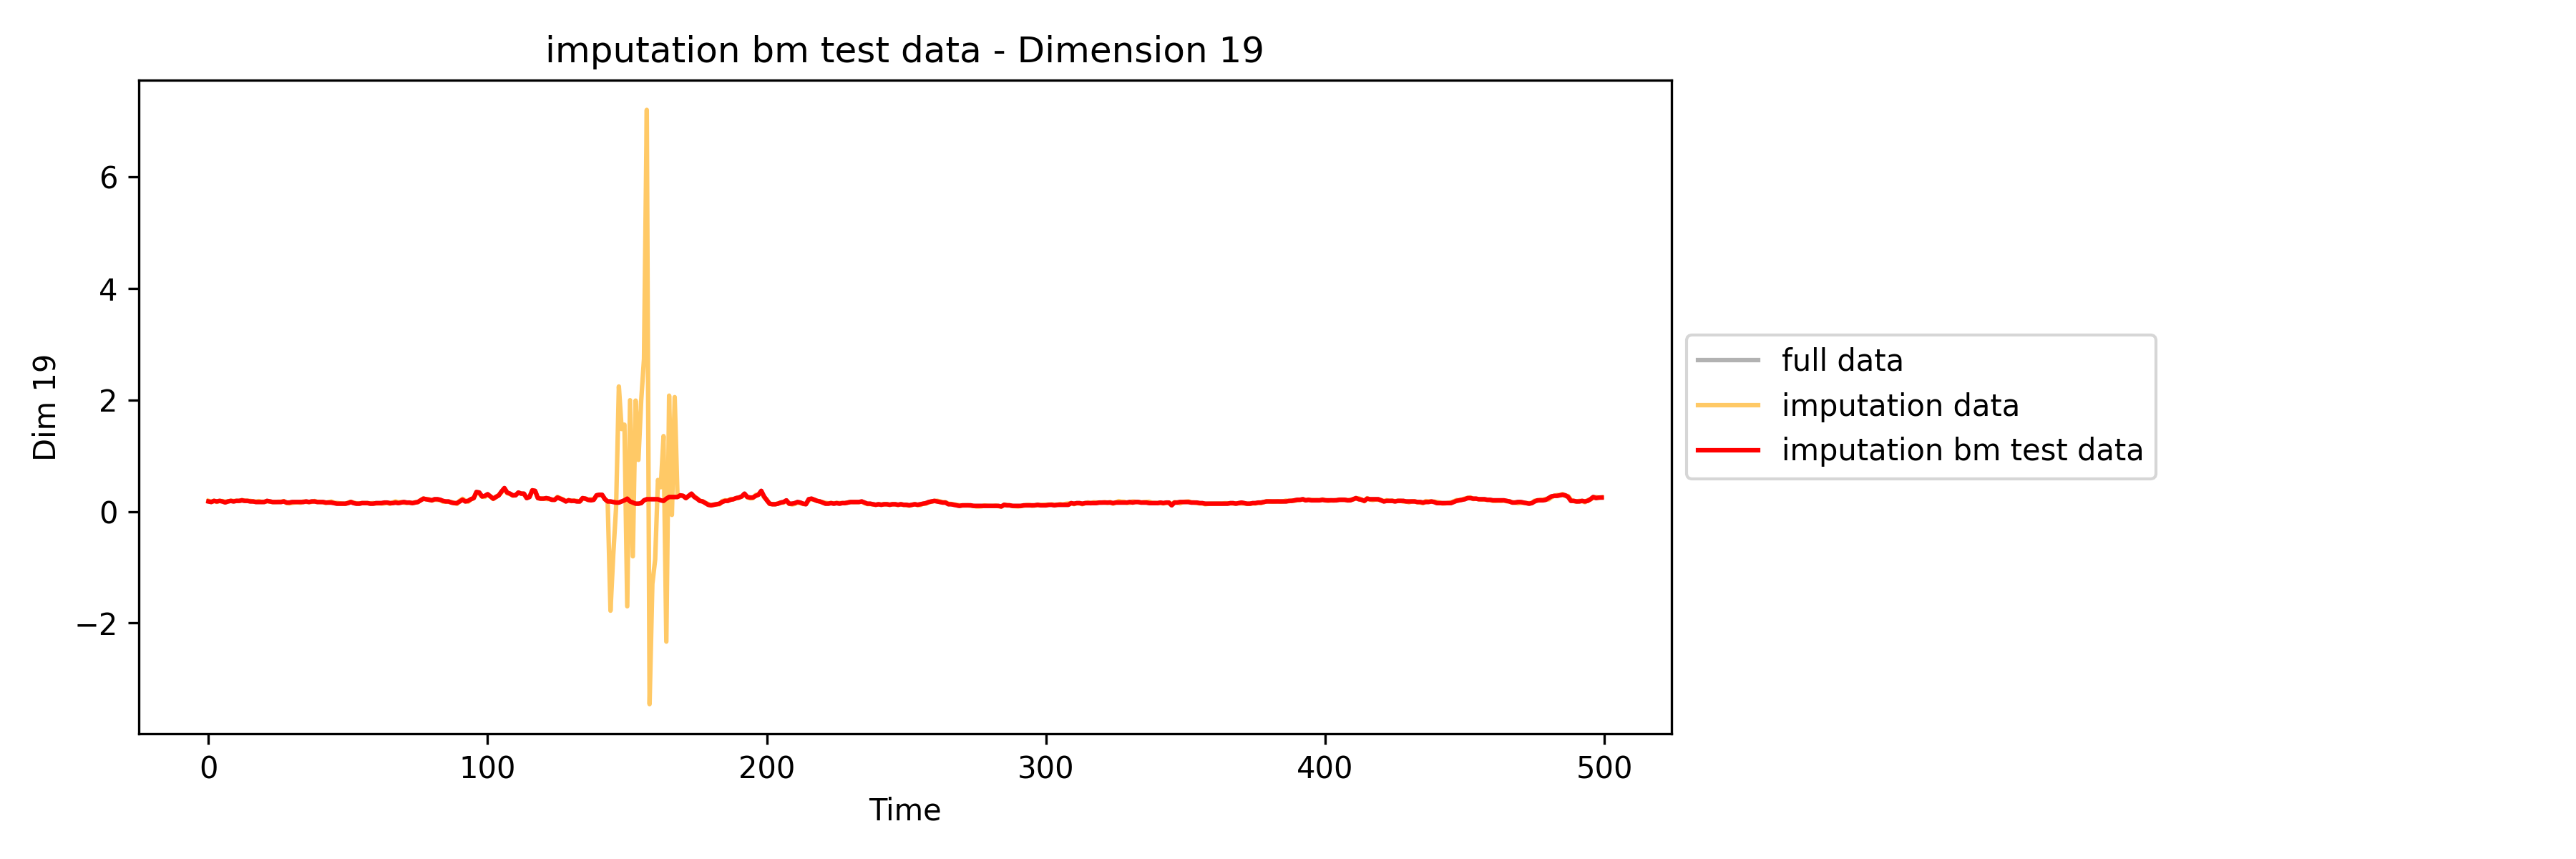 imputation bm test data - Dimension 19
6
4
2
0
−2
Dim 19
0 100 200 300 400 500
Time
full data
imputation data
imputation bm test data